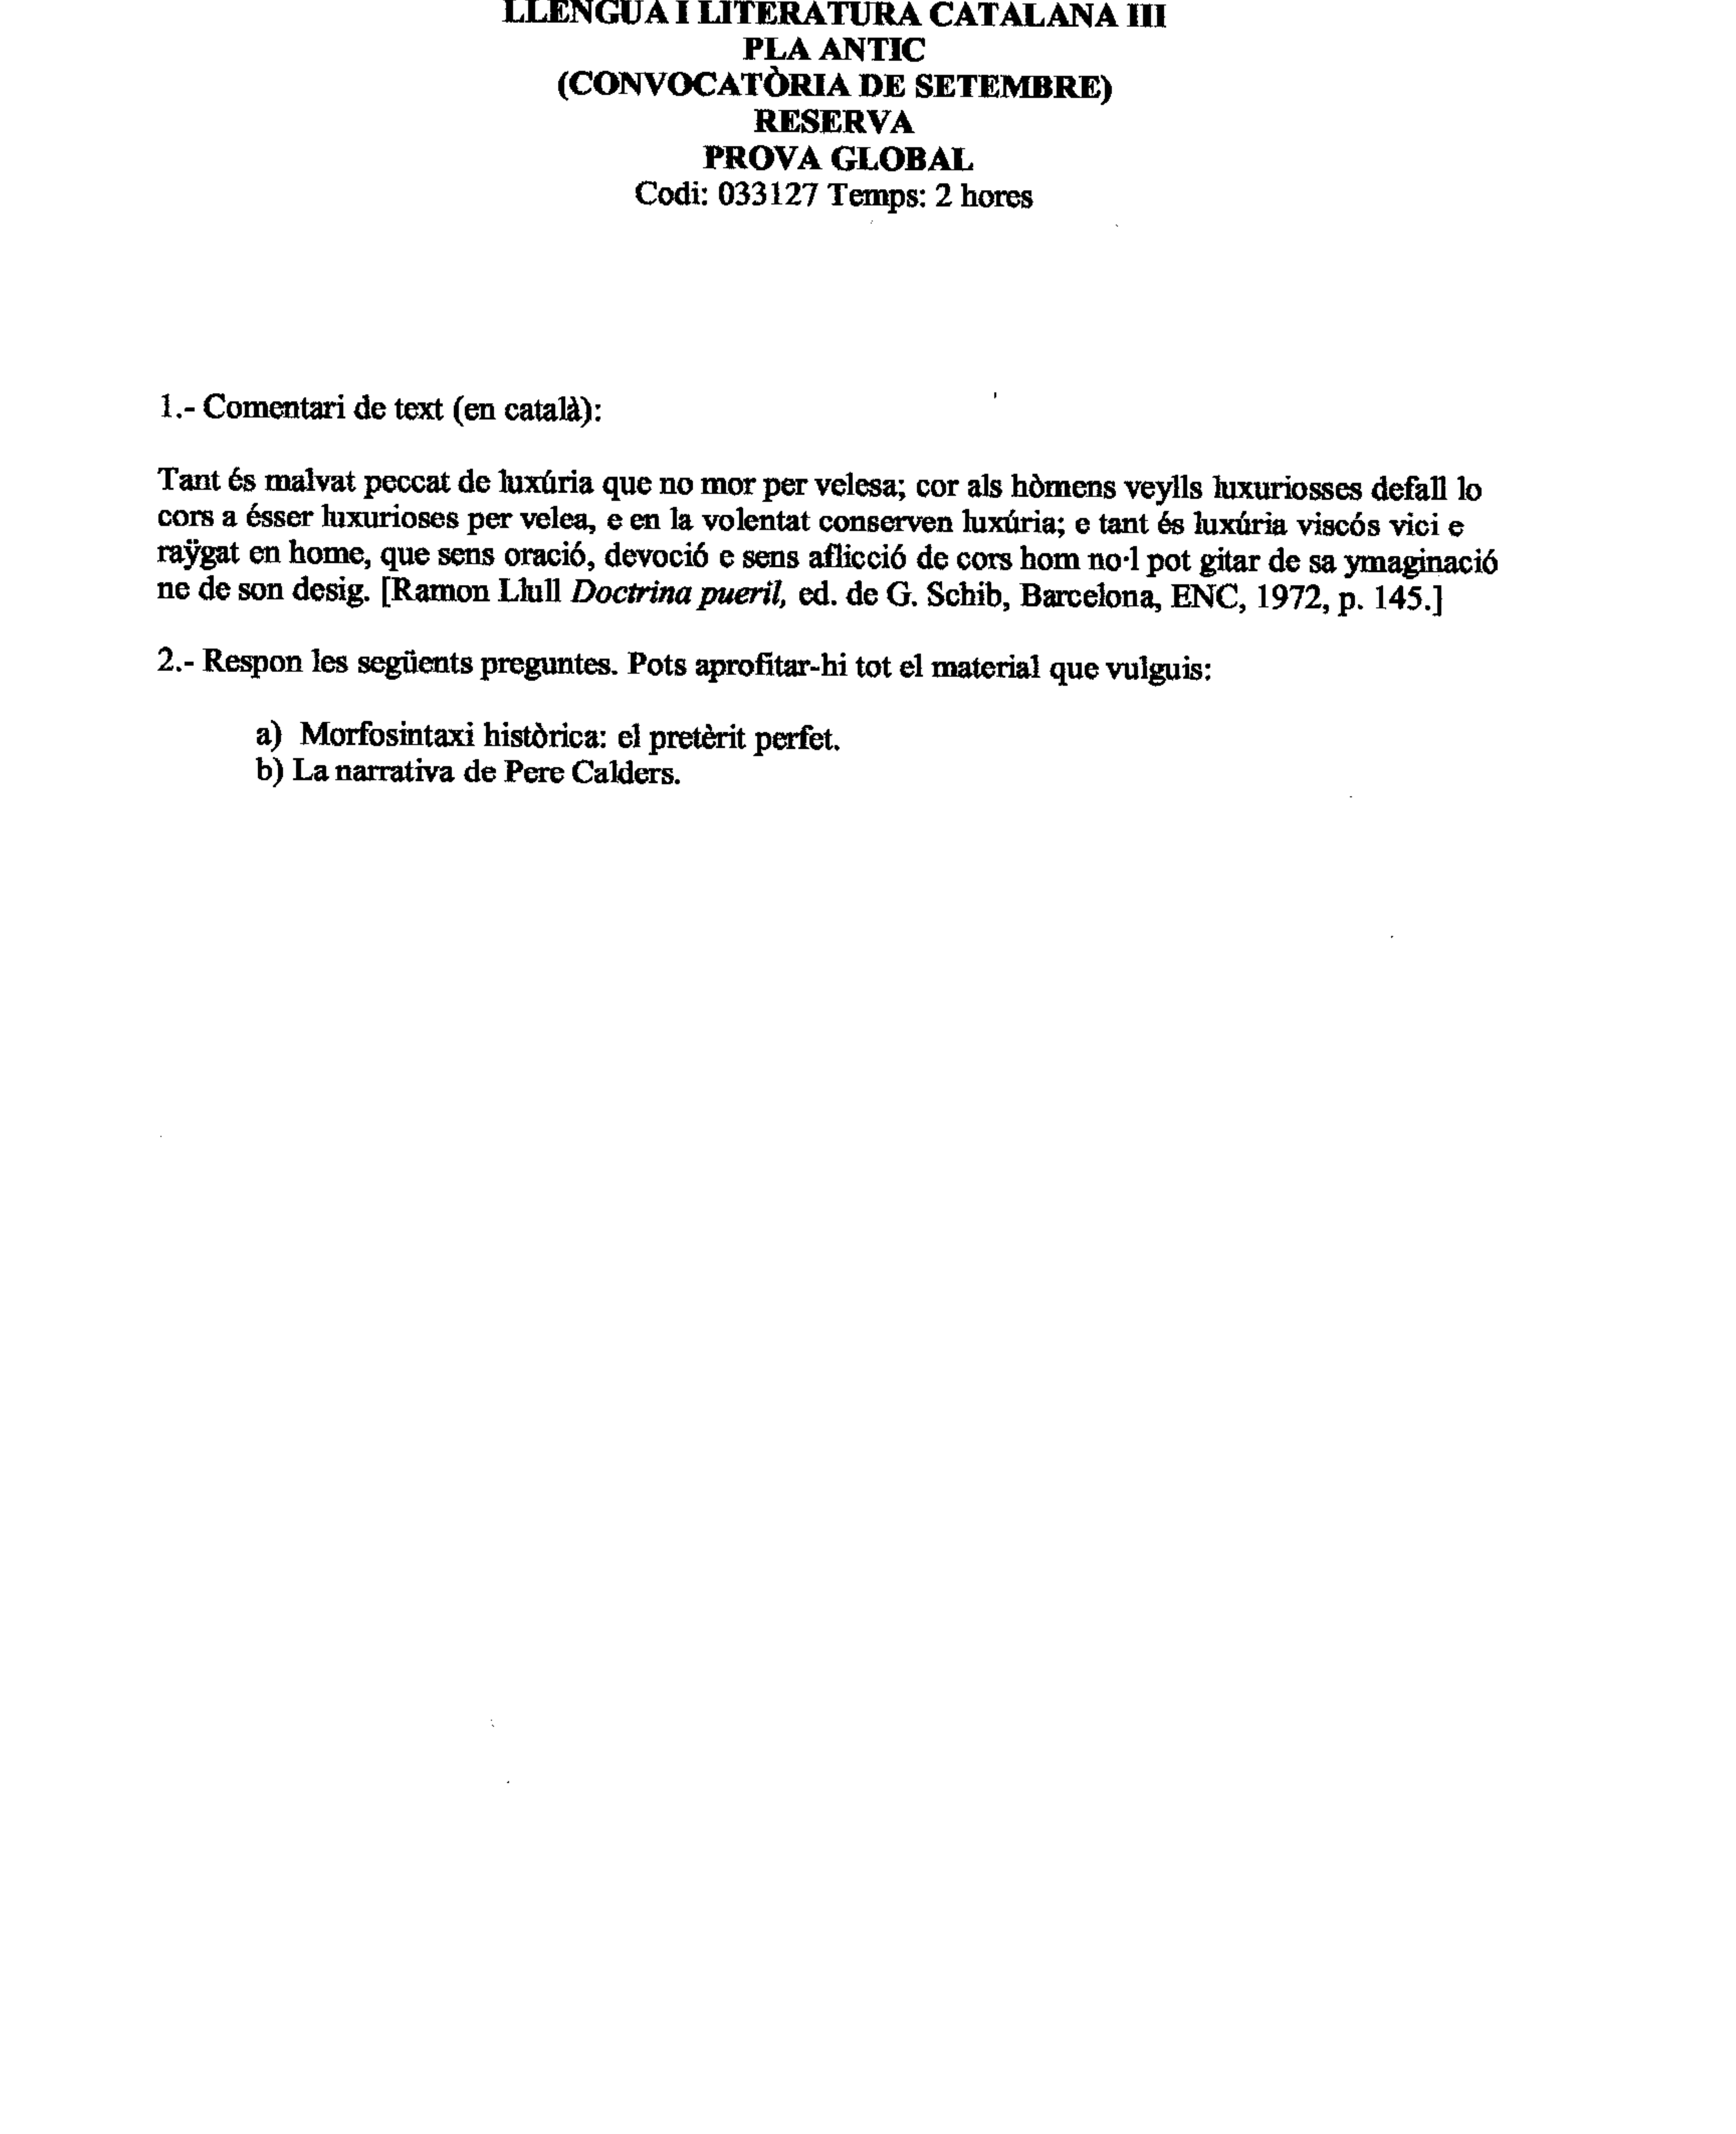 LLENGUA I LITERATURA CATALANA III
PLA ANTIC
(CONVOCATÒRIA DE SETEMBRE)
RESERVA
PROVA GLOBAL
Codi: 033127 Temps: 2 hores
1.- Comentari de text (en català):
Tant és malvat peccat de luxúria que no mor per velesa; cor als hòmens veylls luxuriosses defall lo
cors a ésser luxurioses per velea, e en la volentat conserven luxúria; e tant és luxúria viscós vici e
raÿgat en home, que sens oració, devoció e sens aflicció de cors hom no·l pot gitar de sa ymaginació
ne de son desig. [Ramon Llull Doctrina pueril, ed. de G. Schib, Barcelona, ENC, 1972, p. 145.]
2.- Respon les següents preguntes. Pots aprofitar-hi tot el material que vulguis:
a) Morfosintaxi històrica: el pretèrit perfet.
b) La narrativa de Pere Calders.